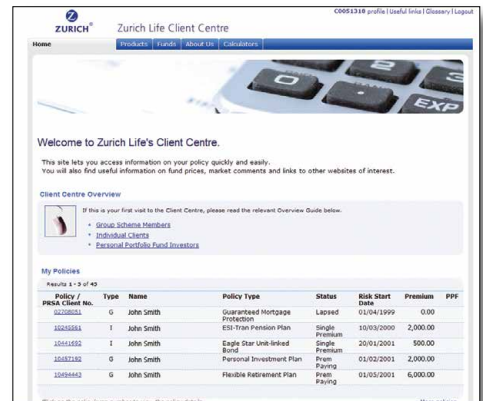 C0051318 profile | Useful links | Glossary | Logout
ZURICH®
Zurich Life Client Centre
Home Products Funds About Us Calculators
EXP
Welcome to Zurich Life's Client Centre.
This site lets you access information on your policy quickly and easily.
You will also find useful information on fund prices, market comments and links to other websites of interest.
Client Centre Overview
If this is your first visit to the Client Centre, please read the relevant Overview Guide below.
Group Scheme Members
Individual Clients
Personal Portfolio Fund Investors
My Policies
Results 1 - 5 of 43
Policy / PRSA Client No. Type Name Policy Type Status Risk Start Date Premium PPF
02708051 G John Smith Guaranteed Mortgage Protection Lapsed 01/04/1999 0.00
10241561 I John Smith ESI-Tran Pension Plan Single Premium 10/03/2000 2,000.00
10441692 I John Smith Eagle Star Unit-linked Bond Single Premium 20/01/2001 500.00
10457192 G John Smith Personal Investment Plan Prem Paying 01/02/2001 2,000.00
10494443 G John Smith Flexible Retirement Plan Prem Paying 01/05/2001 6,000.00